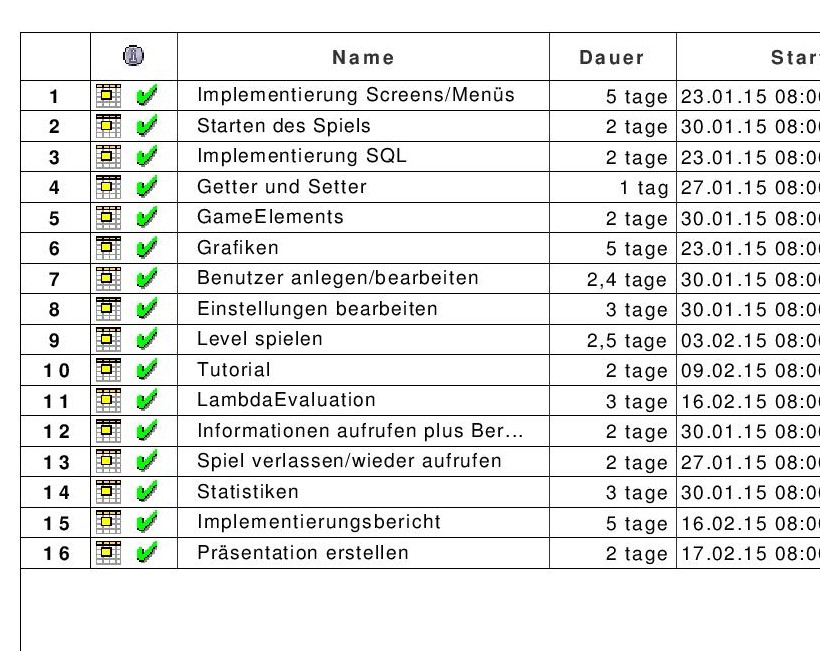 Name Dauer Star
1 Implementierung Screens/Menüs 5 tage 23.01.15 08:0
2 Starten des Spiels 2 tage 30.01.15 08:0
3 Implementierung SQL 2 tage 23.01.15 08:0
4 Getter und Setter 1 tag 27.01.15 08:0
5 GameElements 2 tage 30.01.15 08:0
6 Grafiken 5 tage 23.01.15 08:0
7 Benutzer anlegen/bearbeiten 2,4 tage 30.01.15 08:0
8 Einstellungen bearbeiten 3 tage 30.01.15 08:0
9 Level spielen 2,5 tage 03.02.15 08:0
10 Tutorial 2 tage 09.02.15 08:0
11 LambdaEvaluation 3 tage 16.02.15 08:0
12 Informationen aufrufen plus Ber... 2 tage 30.01.15 08:0
13 Spiel verlassen/wieder aufrufen 2 tage 27.01.15 08:0
14 Statistiken 3 tage 30.01.15 08:0
15 Implementierungsbericht 5 tage 16.02.15 08:0
16 Präsentation erstellen 2 tage 17.02.15 08:0